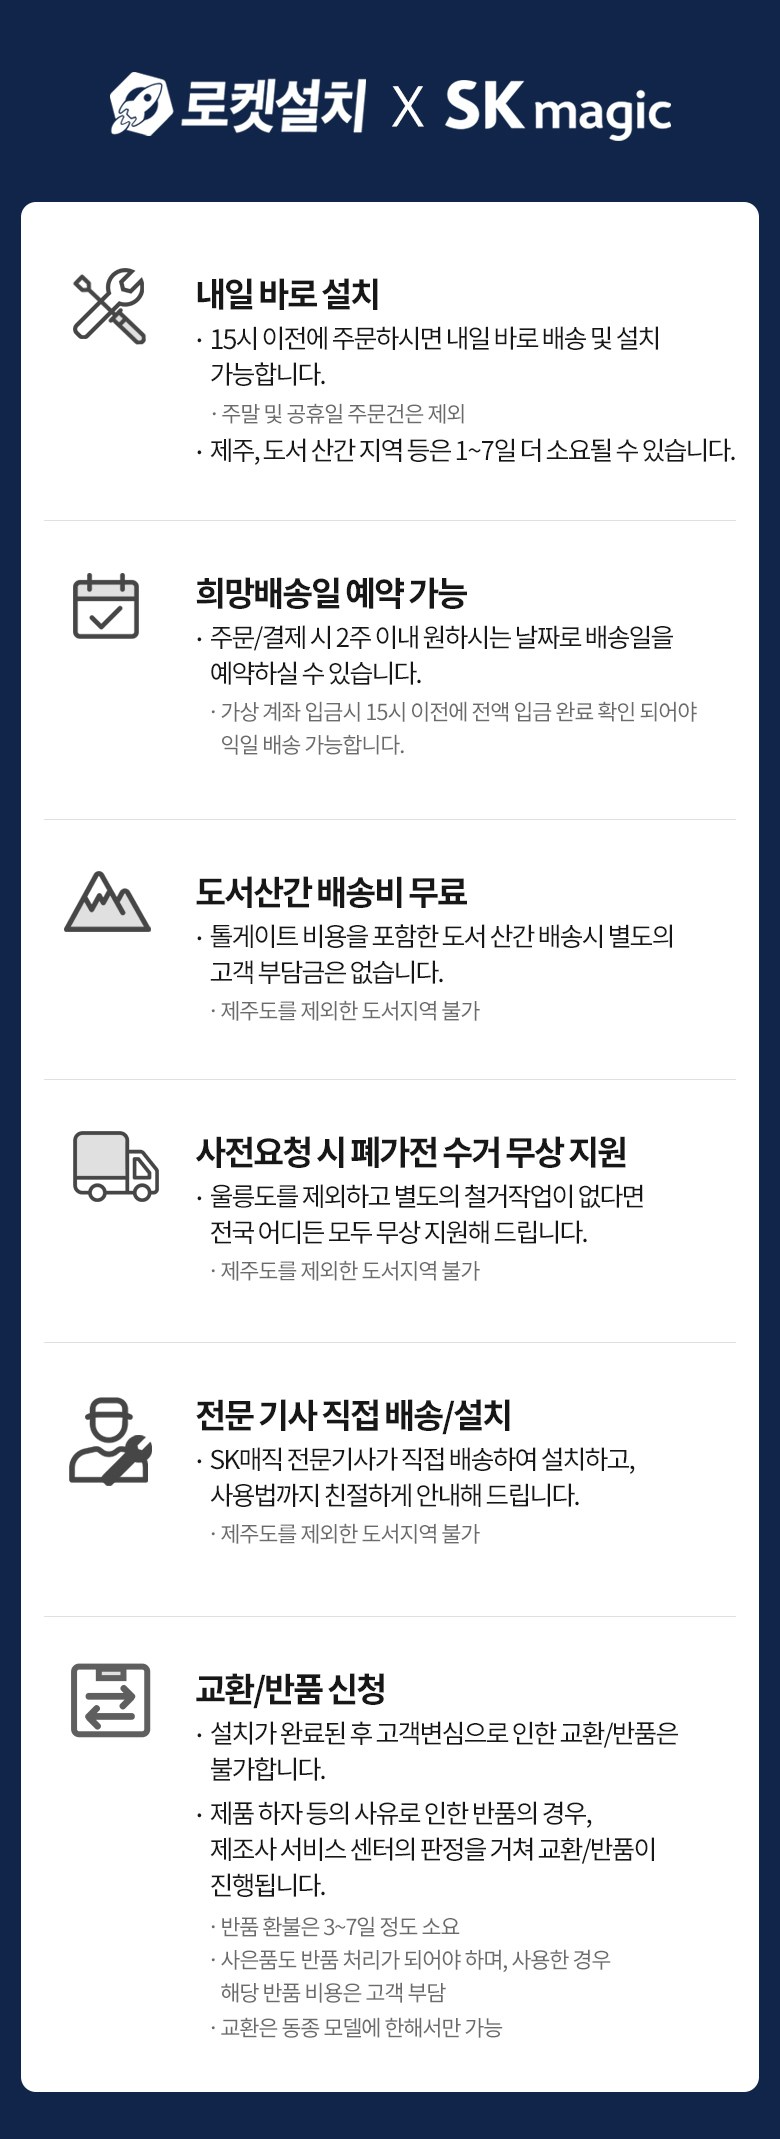 로켓설치 X SK magic
내일 바로 설치
· 15시 이전에 주문하시면 내일 바로 배송 및 설치
가능합니다.
· 주말 및 공휴일 주문건은 제외
· 제주, 도서 산간 지역 등은 1~7일 더 소요될 수 있습니다.
희망배송일 예약 가능
· 주문/결제 시 2주 이내 원하시는 날짜로 배송일을
예약하실 수 있습니다.
· 가상 계좌 입금시 15시 이전에 전액 입금 완료 확인 되어야
익일 배송 가능합니다.
도서산간 배송비 무료
· 톨게이트 비용을 포함한 도서 산간 배송시 별도의
고객 부담금은 없습니다.
· 제주도를 제외한 도서지역 불가
사전요청 시 폐가전 수거 무상 지원
· 울릉도를 제외하고 별도의 철거작업이 없다면
전국 어디든 모두 무상 지원해 드립니다.
· 제주도를 제외한 도서지역 불가
전문 기사 직접 배송/설치
· SK매직 전문기사가 직접 배송하여 설치하고,
사용법까지 친절하게 안내해 드립니다.
· 제주도를 제외한 도서지역 불가
교환/반품 신청
· 설치가 완료된 후 고객변심으로 인한 교환/반품은
불가합니다.
· 제품 하자 등의 사유로 인한 반품의 경우,
제조사 서비스 센터의 판정을 거쳐 교환/반품이
진행됩니다.
· 반품 환불은 3~7일 정도 소요
· 사은품도 반품 처리가 되어야 하며, 사용한 경우
해당 반품 비용은 고객 부담
· 교환은 동종 모델에 한해서만 가능